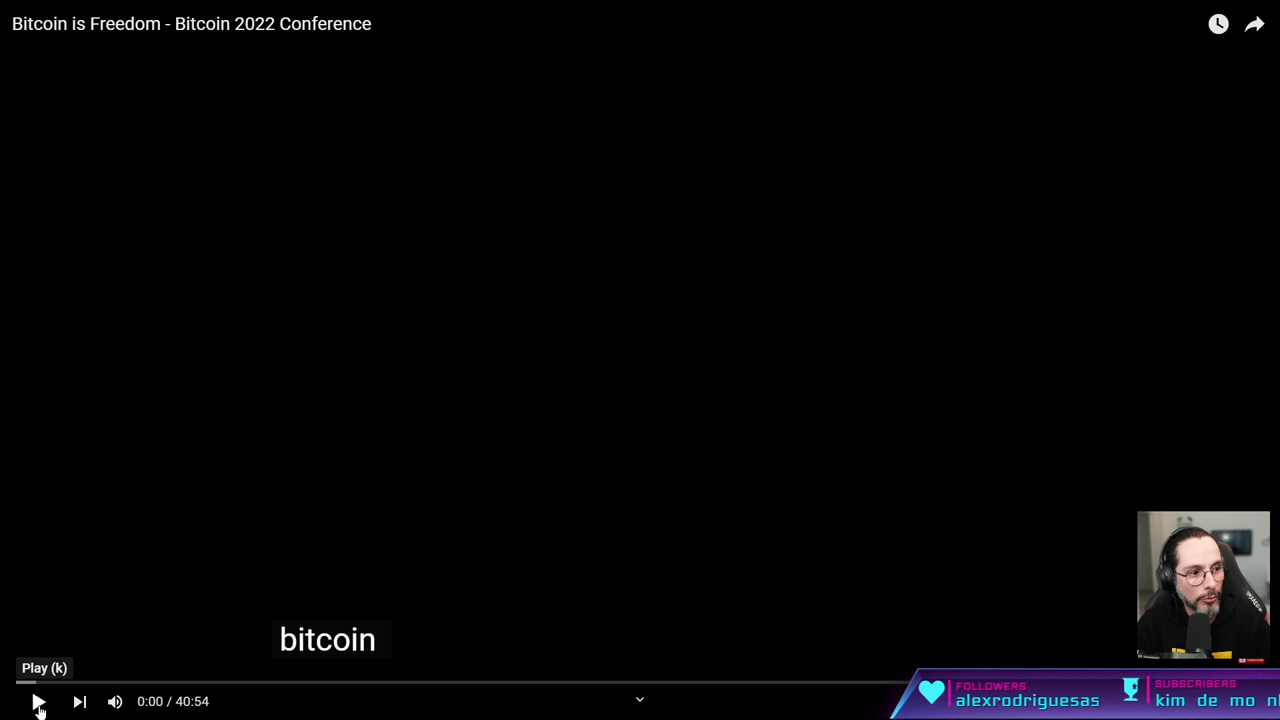 Bitcoin is Freedom - Bitcoin 2022 Conference
bitcoin
Play (k)
0:00 / 40:54
FOLLOWERS
alexrodriguesas
SUBSCRIBERS
kim de mo